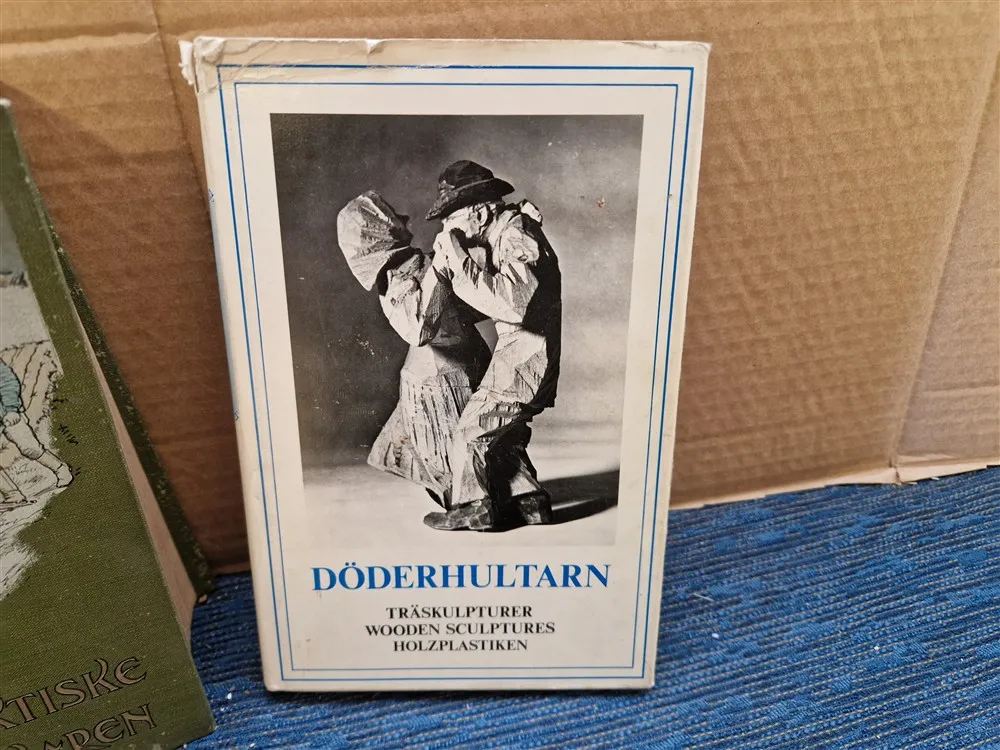 DÖDERHULTARN
TRÄSKULPTURER
WOODEN SCULPTURES
HOLZPLASTIKEN